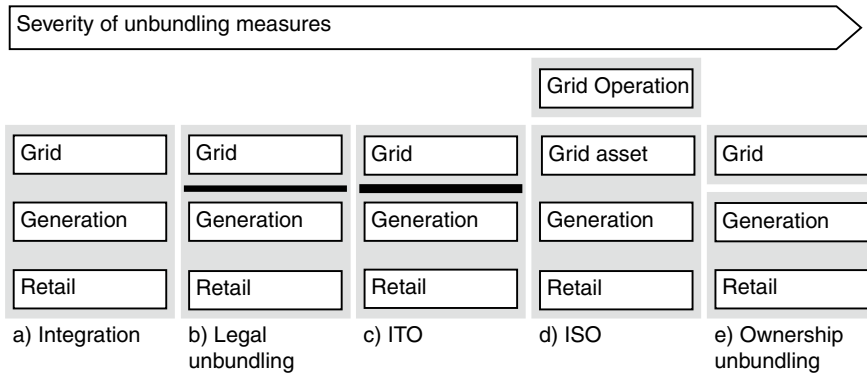 Severity of unbundling measures
Grid Operation
Grid
Grid
Grid
Grid asset
Grid
Generation
Generation
Generation
Generation
Generation
Retail
Retail
Retail
Retail
Retail
a) Integration
b) Legal
unbundling
c) ITO
d) ISO
e) Ownership
unbundling